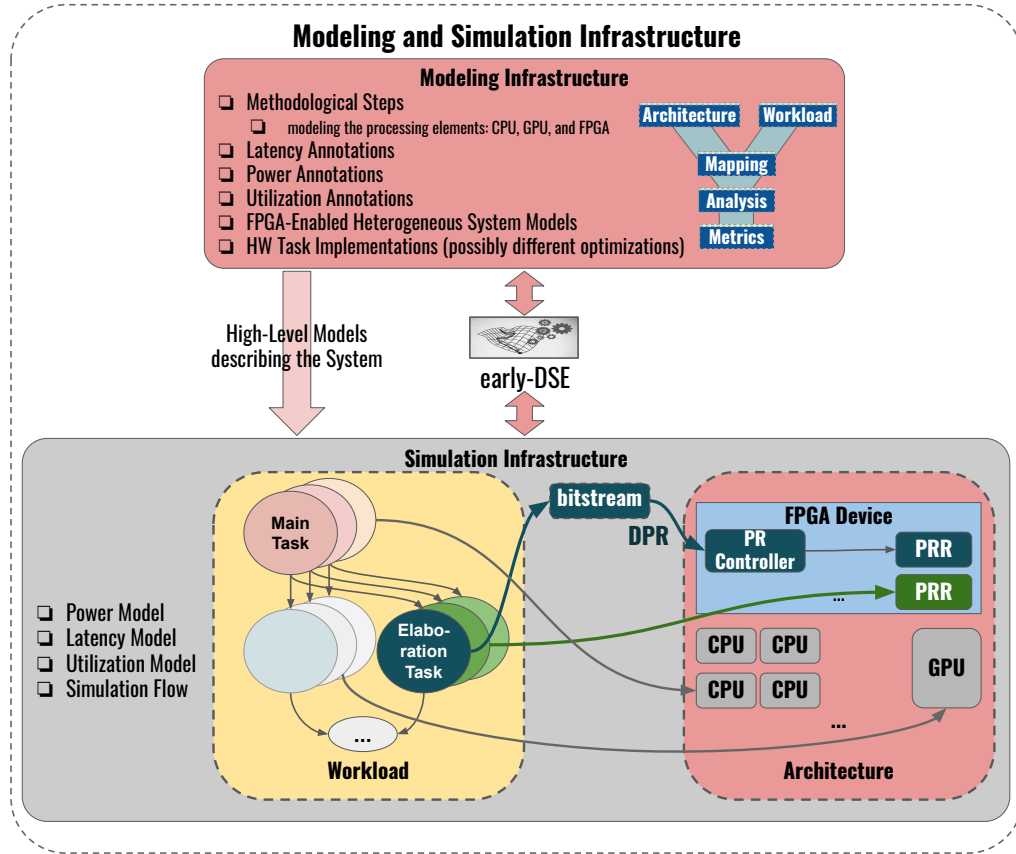 Modeling and Simulation Infrastructure
Modeling Infrastructure
❏ Methodological Steps
❏ modeling the processing elements: CPU, GPU, and FPGA
❏ Latency Annotations
❏ Power Annotations
❏ Utilization Annotations
❏ FPGA-Enabled Heterogeneous System Models
❏ HW Task Implementations (possibly different optimizations)
Architecture
Workload
Mapping
Analysis
Metrics
High-Level Models
describing the System
early-DSE
Simulation Infrastructure
❏ Power Model
❏ Latency Model
❏ Utilization Model
❏ Simulation Flow
Main
Task
Elabo-
ration
Task
...
Workload
bitstream
DPR
FPGA Device
PR
Controller
PRR
PRR
...
CPU
CPU
CPU
CPU
GPU
...
Architecture